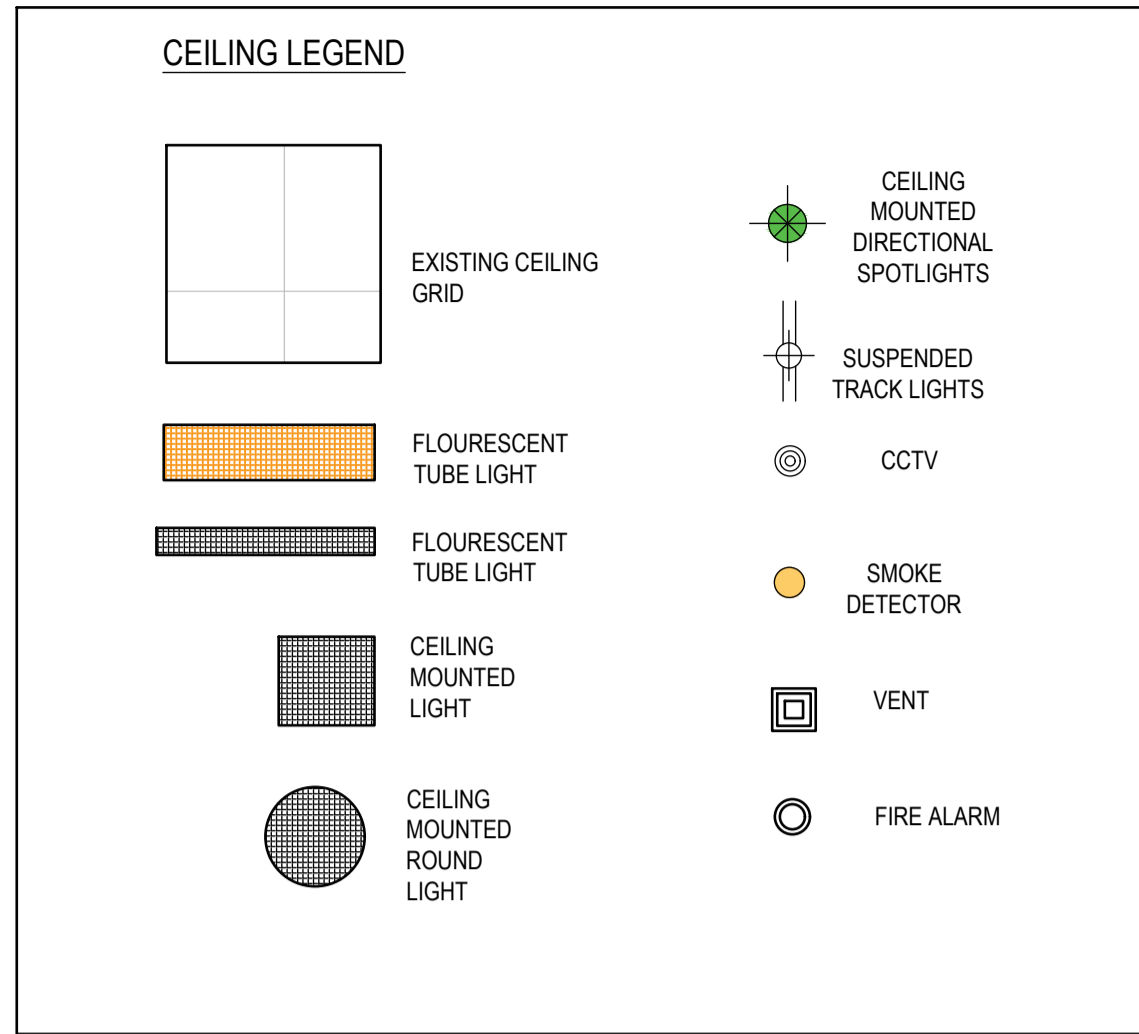 CEILING LEGEND
EXISTING CEILING
GRID
FLOURESCENT
TUBE LIGHT
FLOURESCENT
TUBE LIGHT
CEILING
MOUNTED
LIGHT
CEILING
MOUNTED
ROUND
LIGHT
CEILING
MOUNTED
DIRECTIONAL
SPOTLIGHTS
SUSPENDED
TRACK LIGHTS
CCTV
SMOKE
DETECTOR
VENT
FIRE ALARM